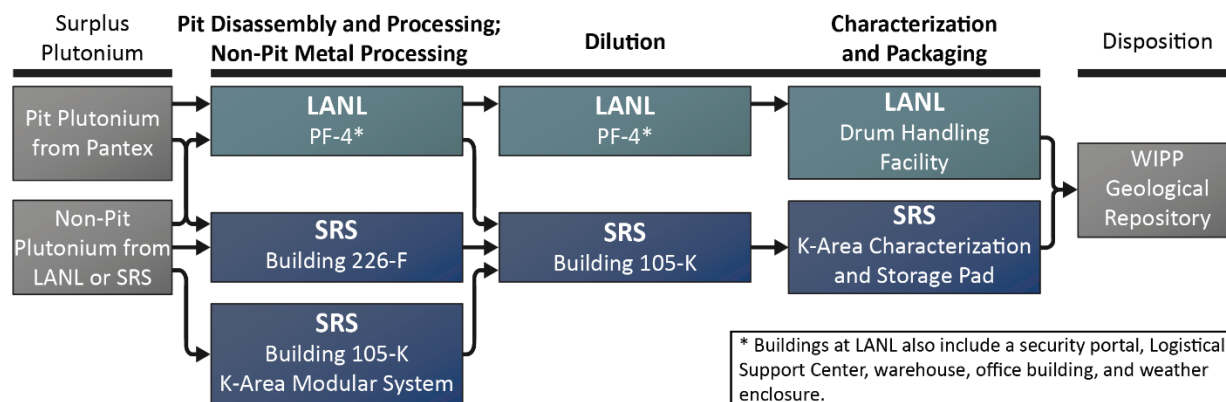 Surplus
Plutonium
Pit Disassembly and Processing;
Non-Pit Metal Processing
Dilution
Characterization
and Packaging
Disposition
Pit Plutonium
from Pantex
Non-Pit
Plutonium from
LANL or SRS
LANL
PF-4*
SRS
Building 226-F
SRS
Building 105-K
K-Area Modular System
LANL
PF-4*
SRS
Building 105-K
LANL
Drum Handling
Facility
SRS
K-Area Characterization
and Storage Pad
WIPP
Geological
Repository
* Buildings at LANL also include a security portal, Logistical
Support Center, warehouse, office building, and weather
enclosure.